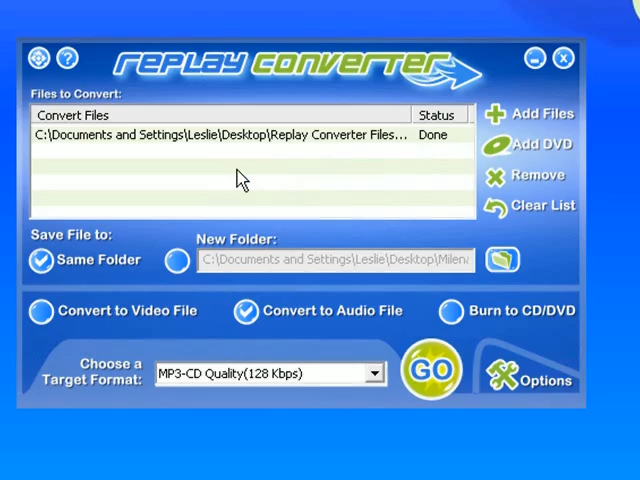 REPLAY CONVERTER
Files to Convert:
Convert Files Status
C:\Documents and Settings\Leslie\Desktop\Replay Converter Files... Done
Add Files
Add DVD
Remove
Clear List
Save File to:
New Folder:
Same Folder
C:\Documents and Settings\Leslie\Desktop\Milena
Convert to Video File
Convert to Audio File
Burn to CD/DVD
Choose a
Target Format:
MP3-CD Quality(128 Kbps)
GO
Options